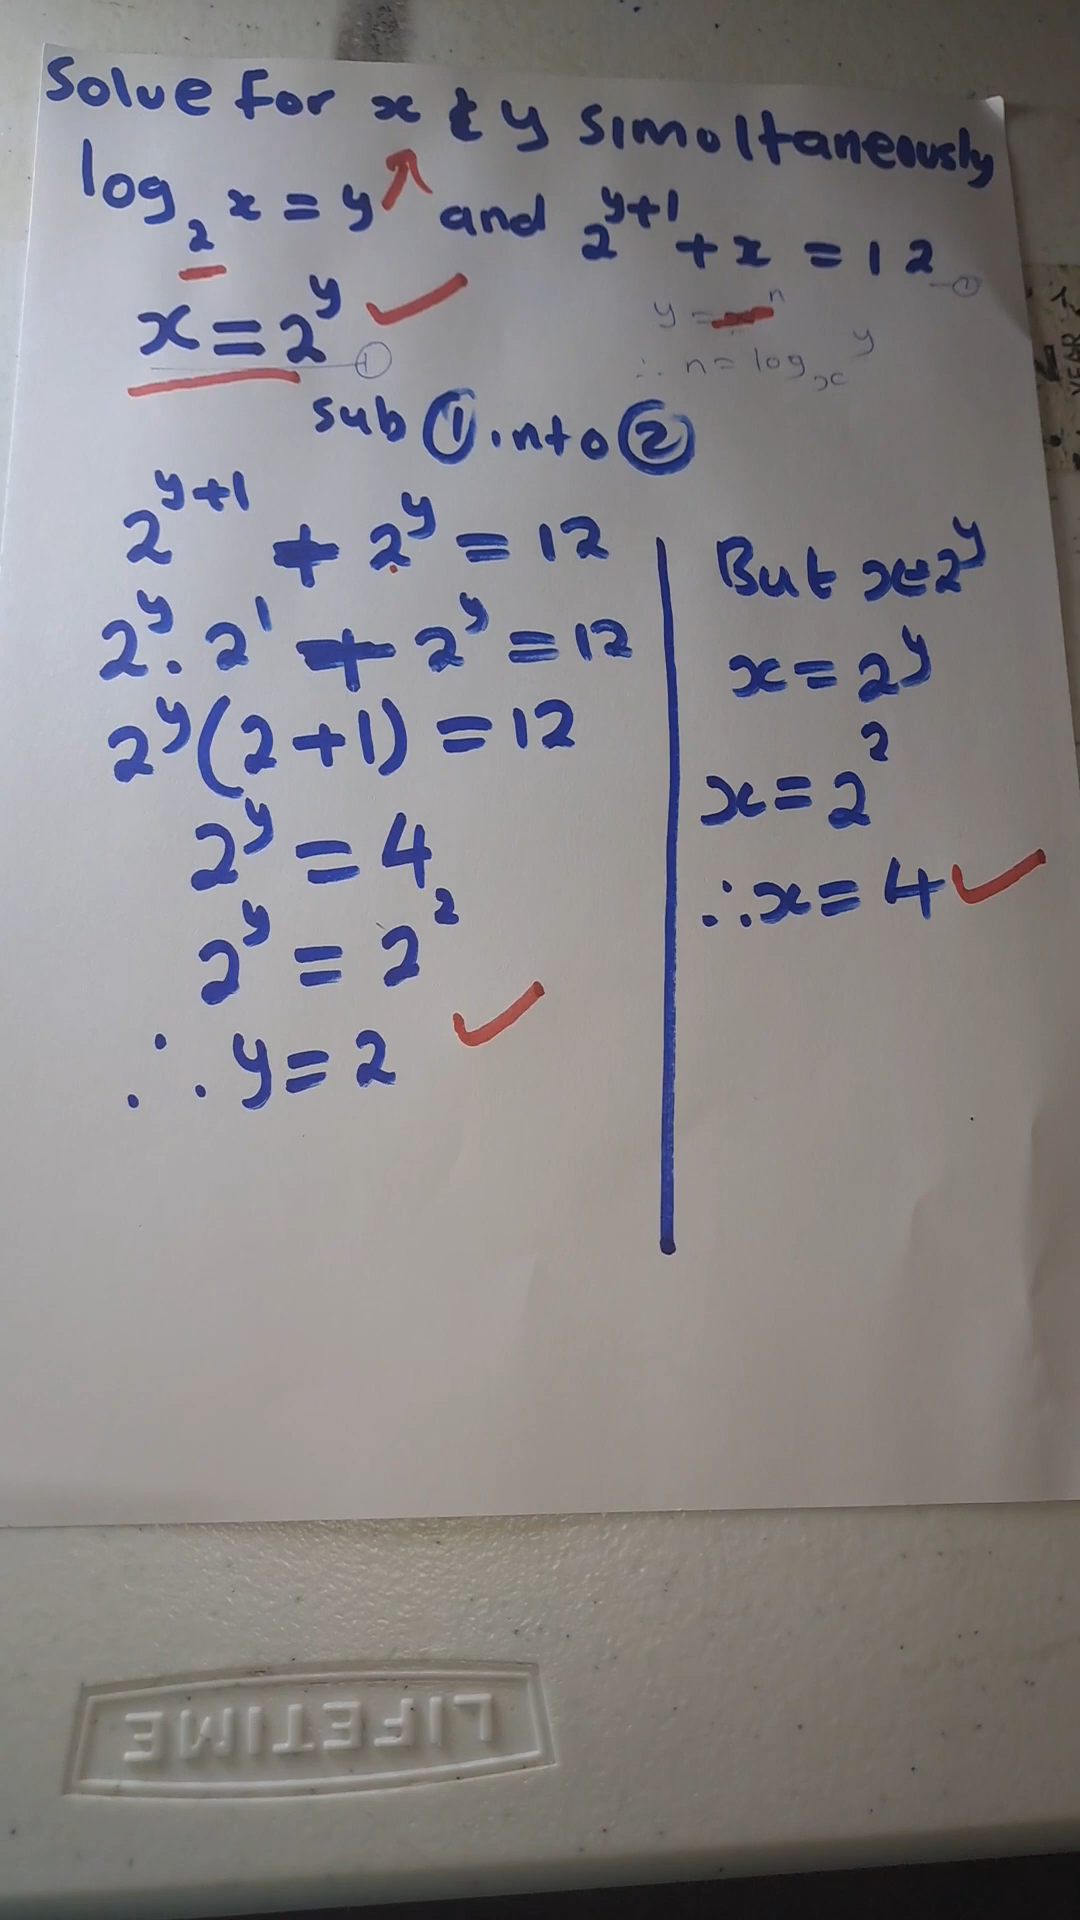 Solve for x & y simoltaneously
log₂ x = y and 2^(y+1) + x = 12 —①
x = 2^y —①
y = x^n
∴ n = log_x y
sub ① into ②
2^(y+1) + 2^y = 12
2^y . 2^1 + 2^y = 12
2^y (2+1) = 12
2^y = 4
2^y = 2^2
∴ y = 2
But x = 2^y
x = 2^y
x = 2^2
∴ x = 4
LIFETIME